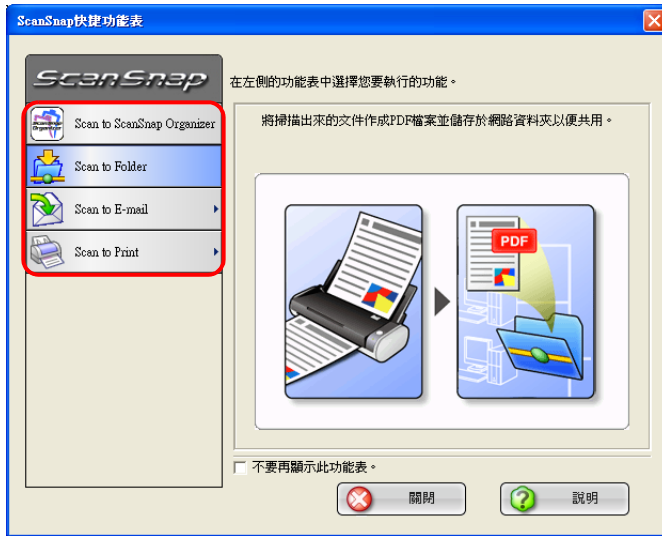 ScanSnap快捷功能表
ScanSnap
在左側的功能表中選擇您要執行的功能。
Scan to ScanSnap Organizer
Scan to Folder
Scan to E-mail
Scan to Print
將掃描出來的文件作成PDF檔案並儲存於網路資料夾以便共用。
PDF
不要再顯示此功能表。
關閉
說明